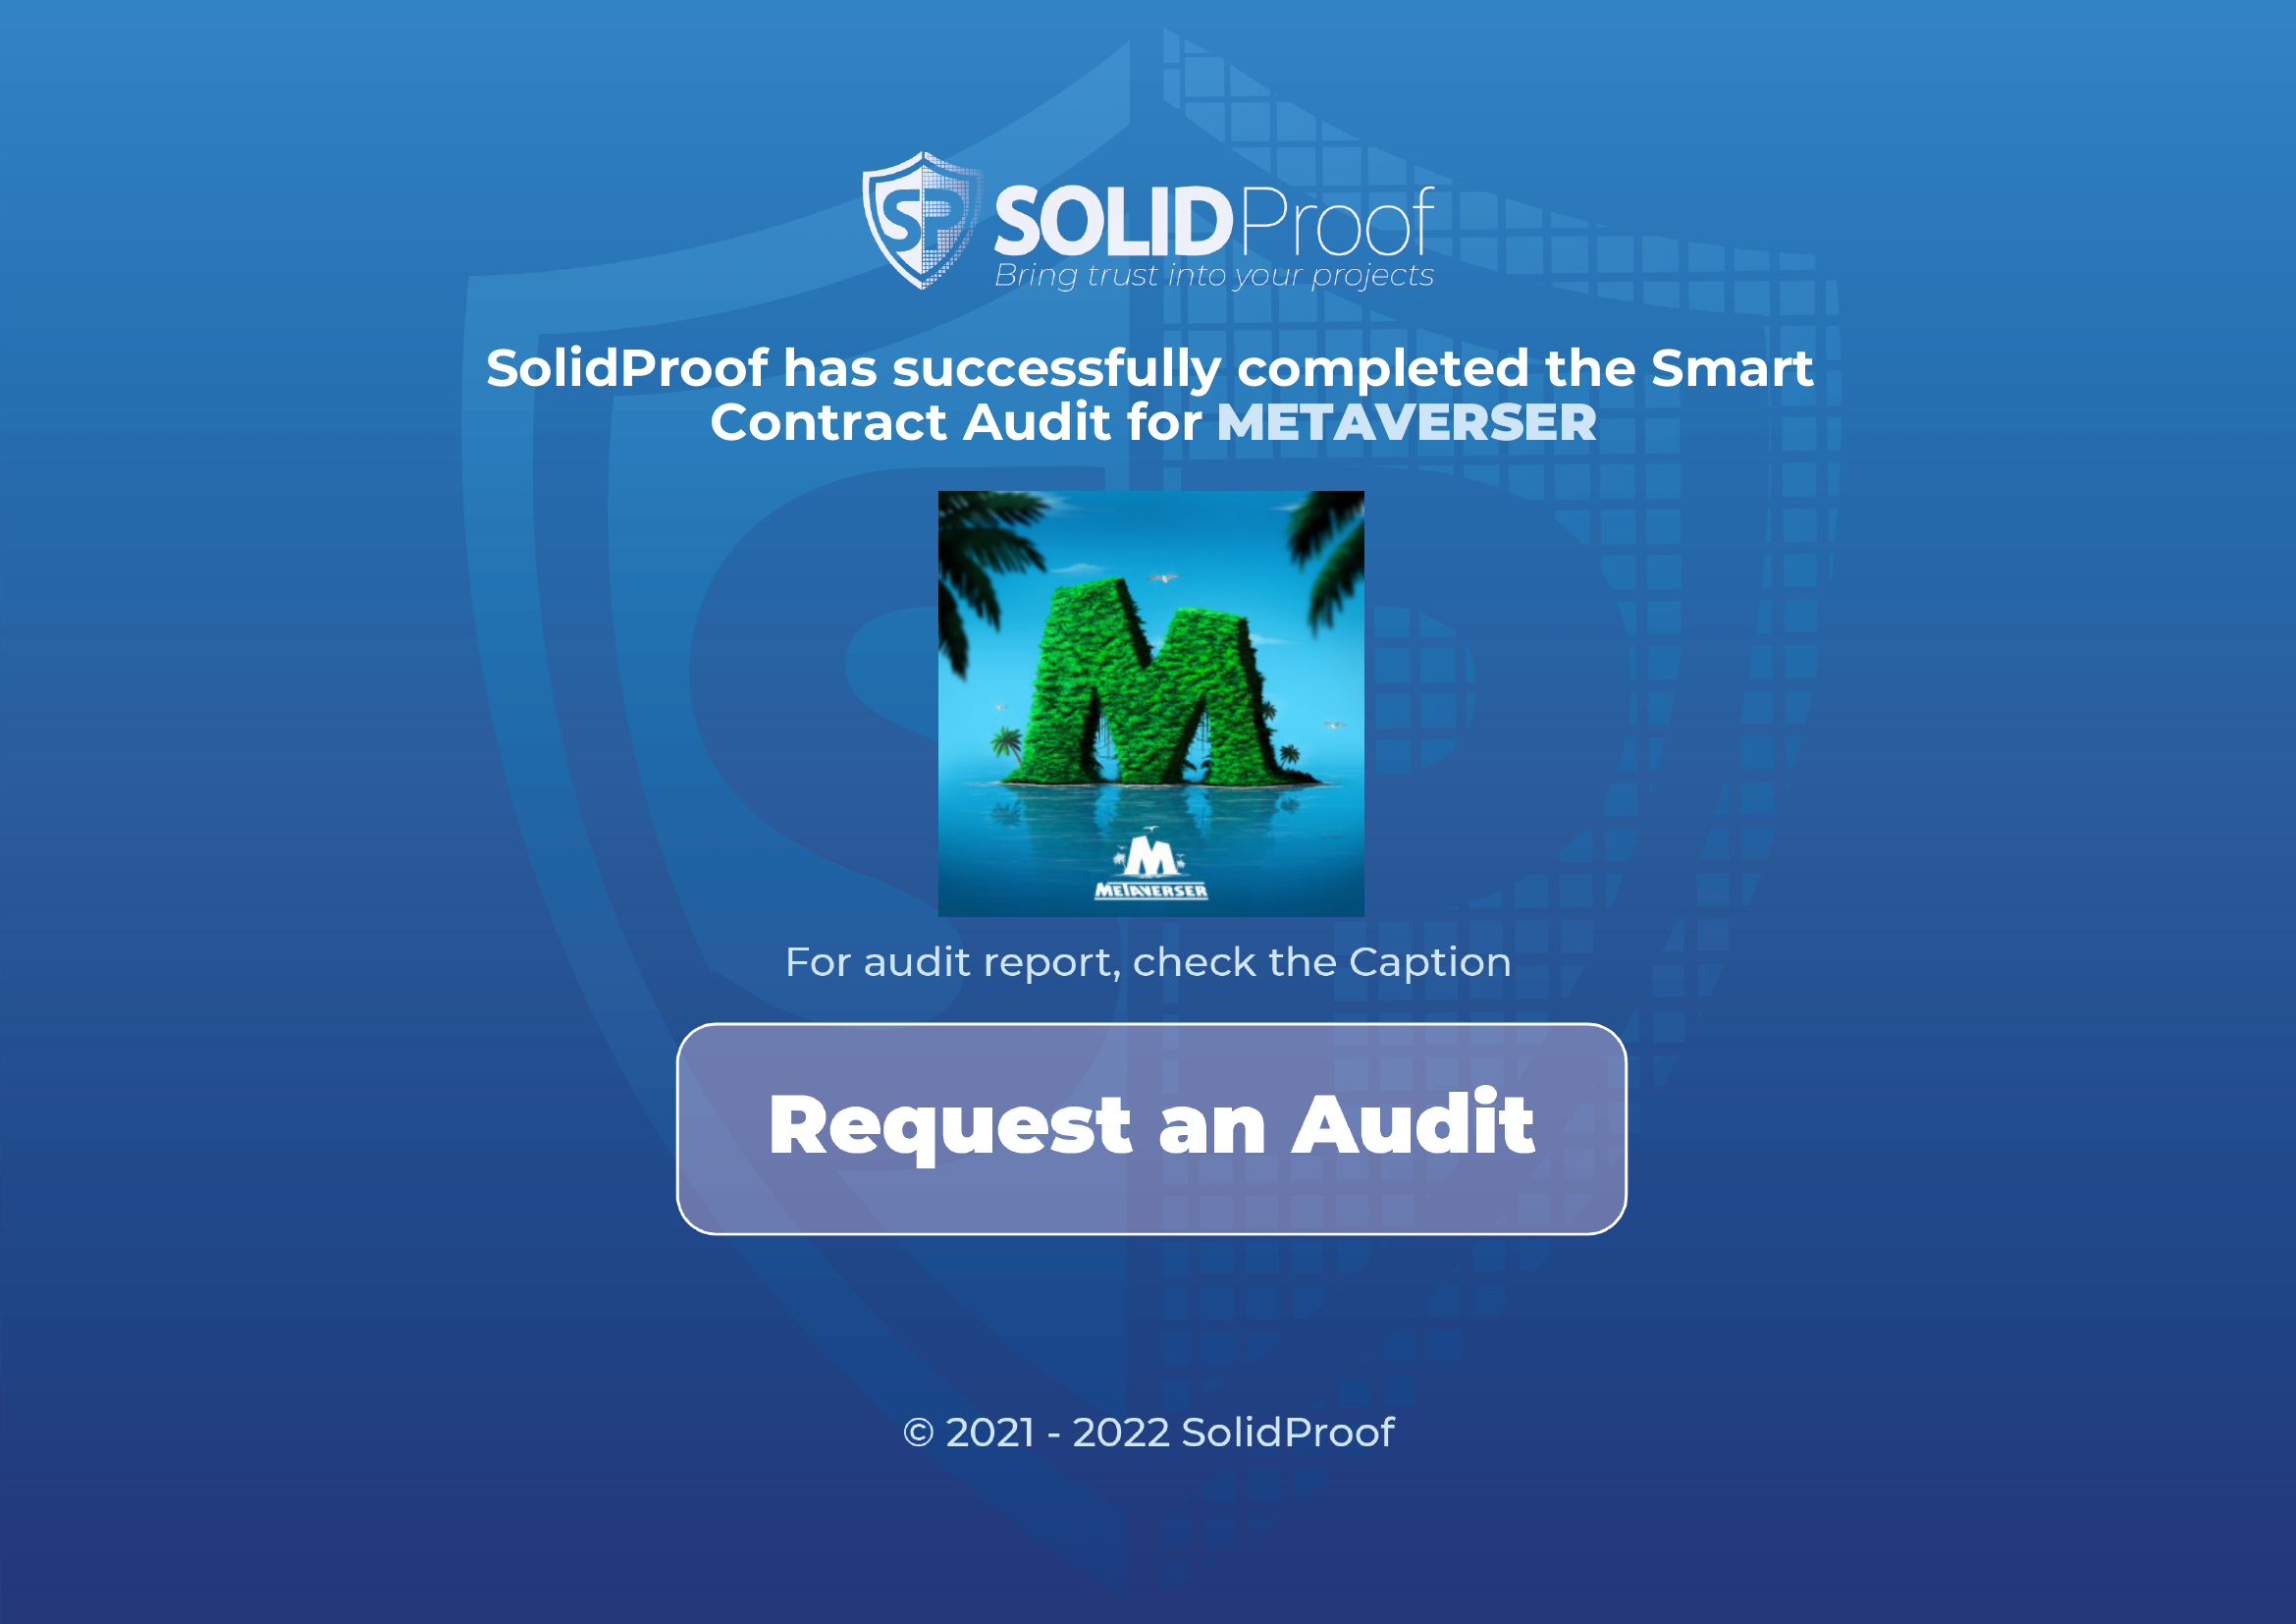 SP SOLIDProof
Bring trust into your projects
SolidProof has successfully completed the Smart
Contract Audit for METAVERSER
M
M
METAVERSER
For audit report, check the Caption
Request an Audit
© 2021 - 2022 SolidProof